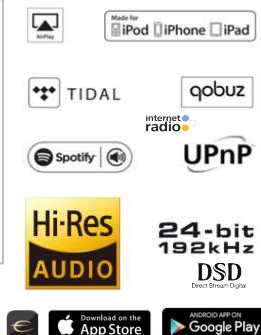 AirPlay
Made for
iPod iPhone iPad
TIDAL
qobuz
internet
radio
Spotify
UPnP
Hi-Res
AUDIO
24-bit
192kHz
DSD
Direct Stream Digital
Download on the
App Store
ANDROID APP ON
Google Play